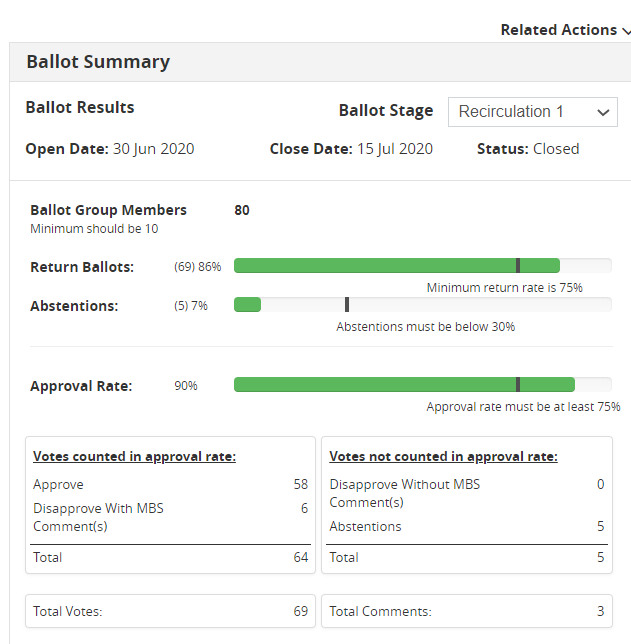 Related Actions
Ballot Summary
Ballot Results
Ballot Stage
Recirculation 1
Open Date: 30 Jun 2020
Close Date: 15 Jul 2020
Status: Closed
Ballot Group Members 80
Minimum should be 10
Return Ballots: (69) 86%
Minimum return rate is 75%
Abstentions: (5) 7%
Abstentions must be below 30%
Approval Rate: 90%
Approval rate must be at least 75%
Votes counted in approval rate:
Approve 58
Disapprove With MBS
Comment(s) 6
Total 64
Votes not counted in approval rate:
Disapprove Without MBS 0
Comment(s)
Abstentions 5
Total 5
Total Votes: 69
Total Comments: 3